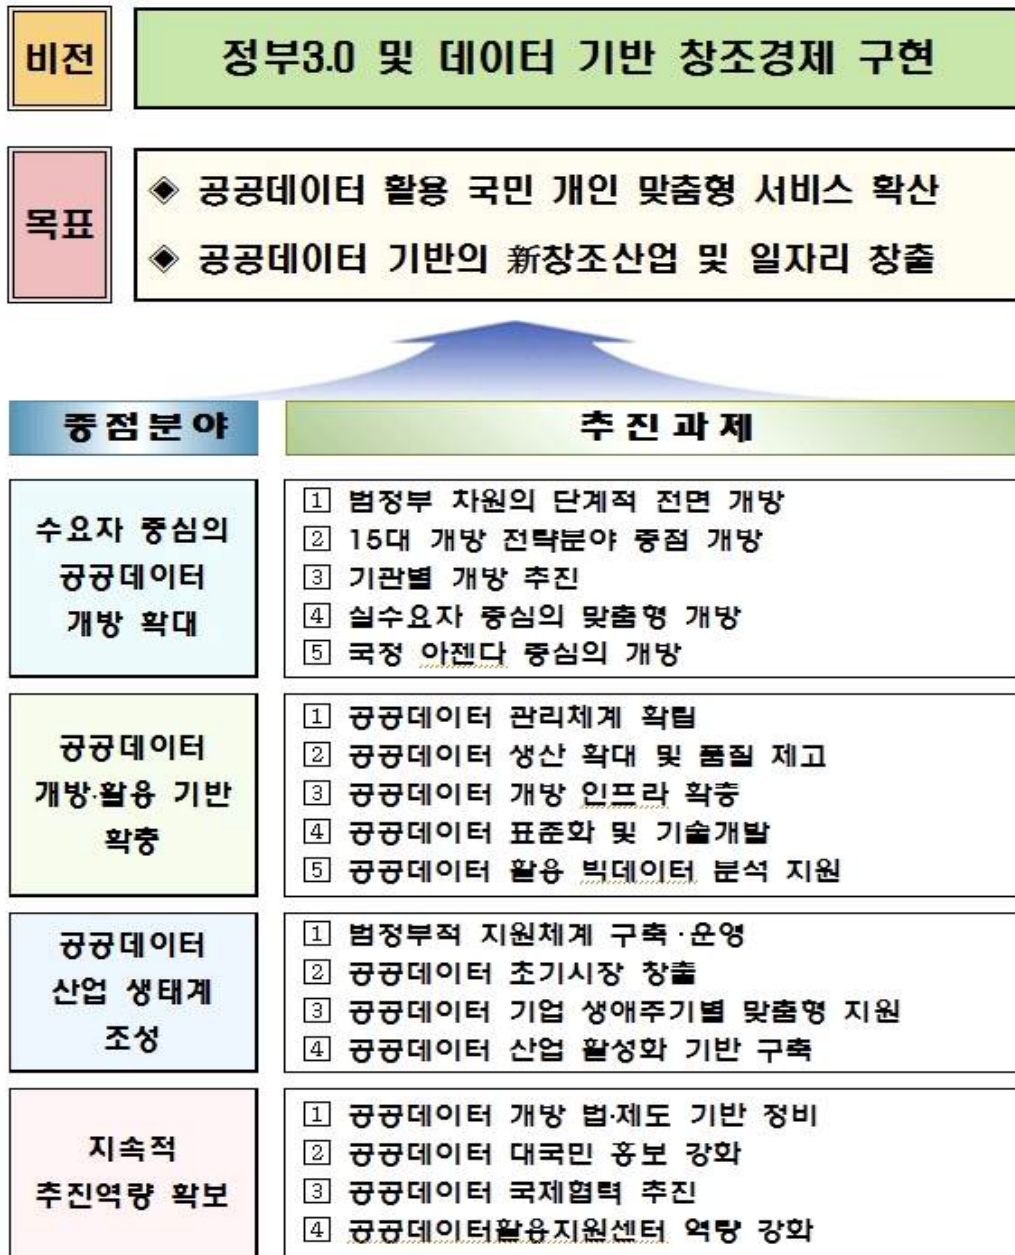 비전
정부3.0 및 데이터 기반 창조경제 구현
목표
◈ 공공데이터 활용 국민 개인 맞춤형 서비스 확산
◈ 공공데이터 기반의 新창조산업 및 일자리 창출
중점분야
추진과제
수요자 중심의
공공데이터
개방 확대
1 범정부 차원의 단계적 전면 개방
2 15대 개방 전략분야 중점 개방
3 기관별 개방 추진
4 실수요자 중심의 맞춤형 개방
5 국정 아젠다 중심의 개방
공공데이터
개방·활용 기반
확충
1 공공데이터 관리체계 확립
2 공공데이터 생산 확대 및 품질 제고
3 공공데이터 개방 인프라 확충
4 공공데이터 표준화 및 기술개발
5 공공데이터 활용 빅데이터 분석 지원
공공데이터
산업 생태계
조성
1 범정부적 지원체계 구축·운영
2 공공데이터 초기시장 창출
3 공공데이터 기업 생애주기별 맞춤형 지원
4 공공데이터 산업 활성화 기반 구축
지속적
추진역량 확보
1 공공데이터 개방 법·제도 기반 정비
2 공공데이터 대국민 홍보 강화
3 공공데이터 국제협력 추진
4 공공데이터활용지원센터 역량 강화